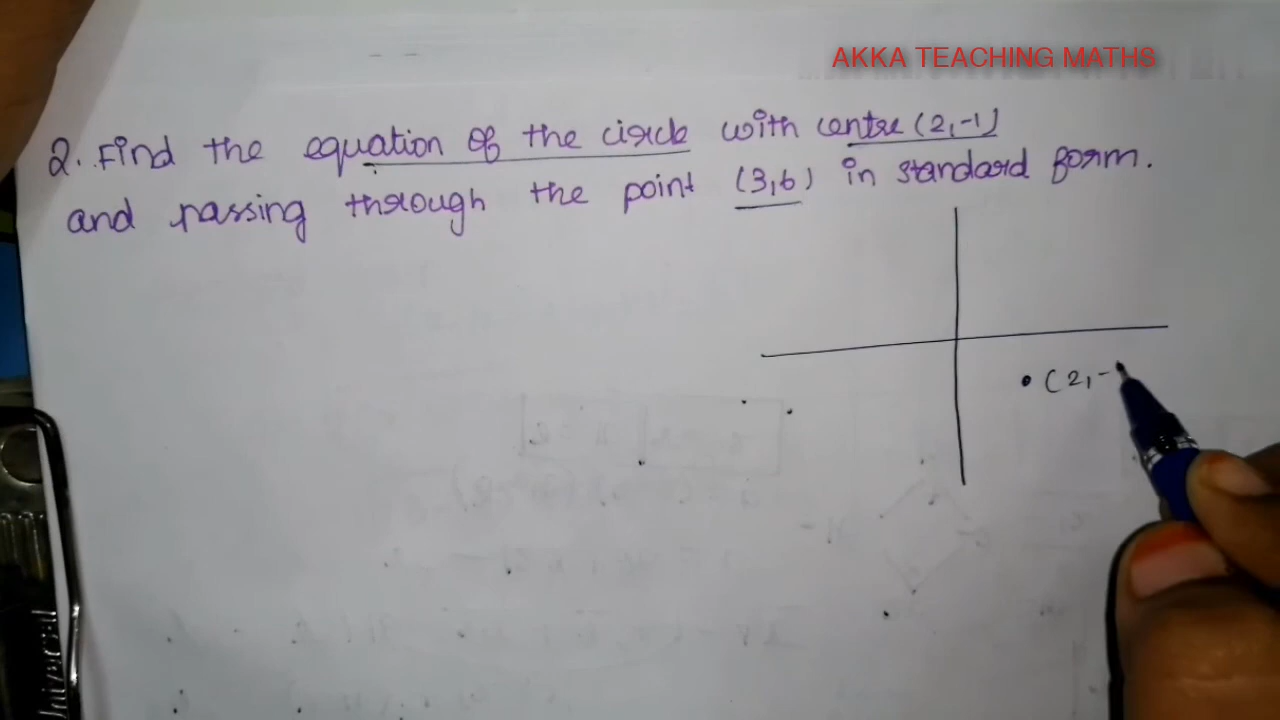 AKKA TEACHING MATHS
2. Find the equation of the circle with centre (2,-1)
and passing through the point (3,6) in standard form.
(2,-